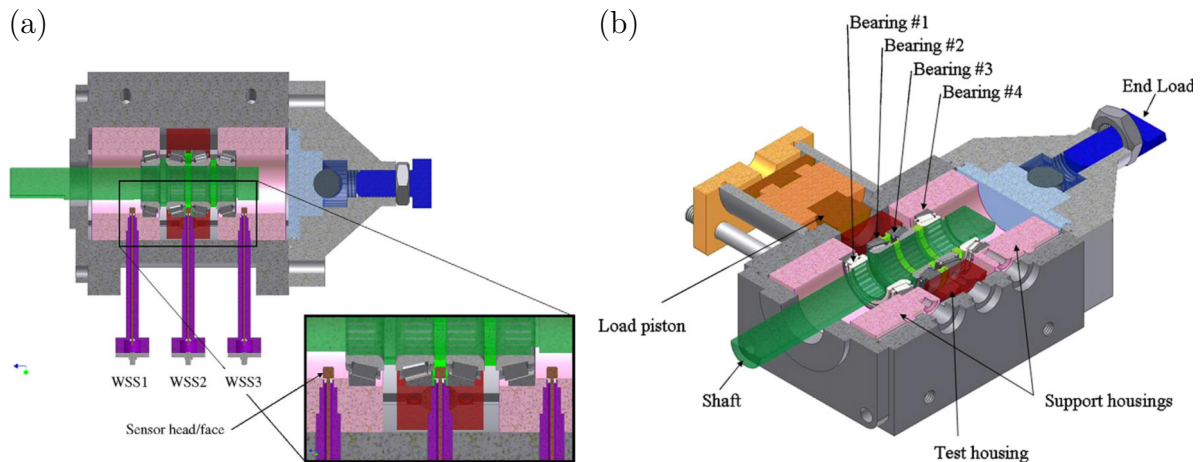 (a)
WSS1 WSS2 WSS3
Sensor head/face
(b)
Bearing #1
Bearing #2
Bearing #3
Bearing #4
End Load
Load piston
Shaft
Support housings
Test housing